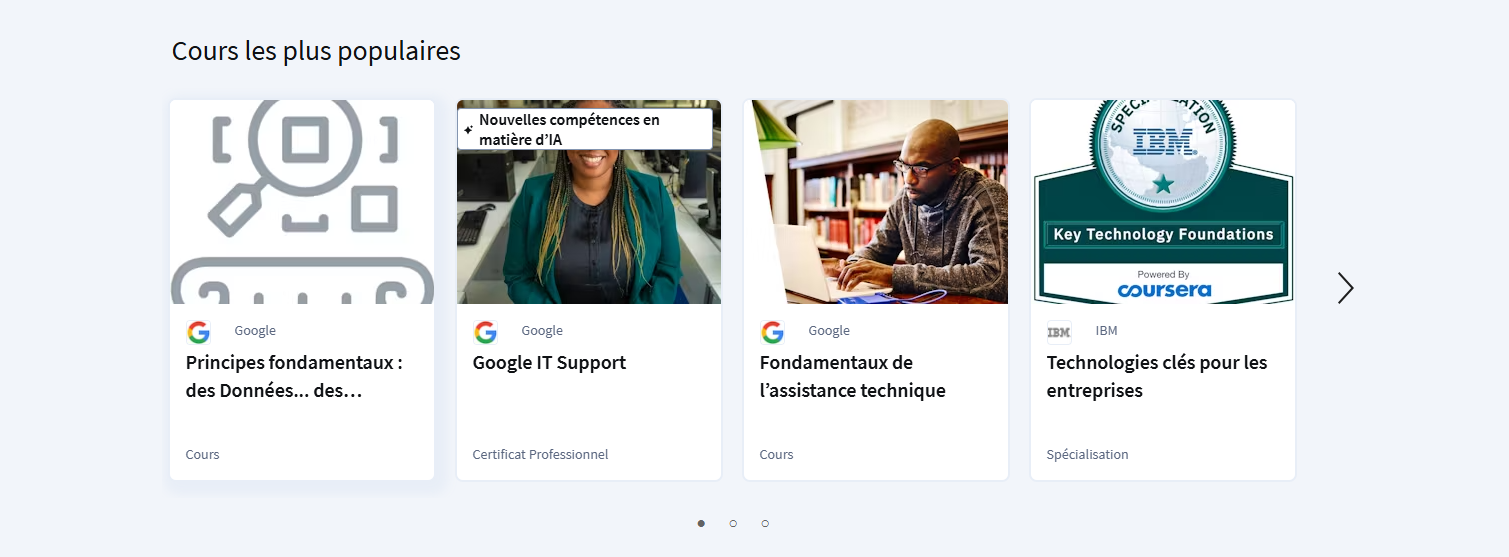 Cours les plus populaires
Nouvelles compétences en
matière d’IA
SPECIALIZATION
IBM
Key Technology Foundations
Powered By
coursera
Google
Principes fondamentaux :
des Données... des…
Cours
Google
Google IT Support
Certificat Professionnel
Google
Fondamentaux de
l’assistance technique
Cours
IBM
IBM
Technologies clés pour les
entreprises
Spécialisation